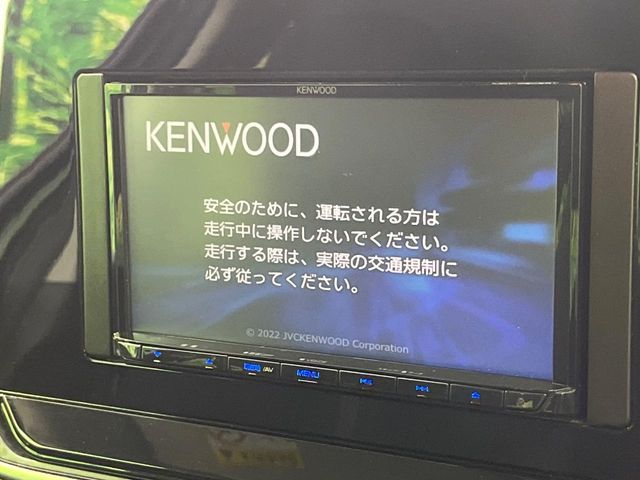 KENWOOD
KENWOOD
安全のために、運転される方は
走行中に操作しないでください。
走行する際は、実際の交通規制に
必ず従ってください。
© 2022 JVCKENWOOD Corporation
/AV
MENU